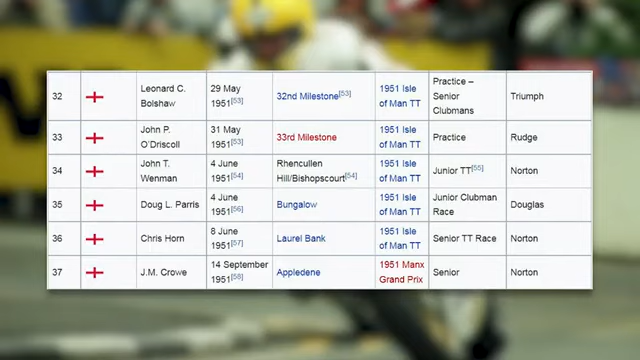 32 Leonard C. Bolshaw 29 May 1951[53] 32nd Milestone[53] 1951 Isle of Man TT Practice – Senior Clubmans Triumph
33 John P. O'Driscoll 31 May 1951[53] 33rd Milestone 1951 Isle of Man TT Practice Rudge
34 John T. Wenman 4 June 1951[54] Rhencullen Hill/Bishopscourt[54] 1951 Isle of Man TT Junior TT[55] Norton
35 Doug L. Parris 4 June 1951[56] Bungalow 1951 Isle of Man TT Junior Clubman Race Douglas
36 Chris Horn 8 June 1951[57] Laurel Bank 1951 Isle of Man TT Senior TT Race Norton
37 J.M. Crowe 14 September 1951[58] Appledene 1951 Manx Grand Prix Senior Norton